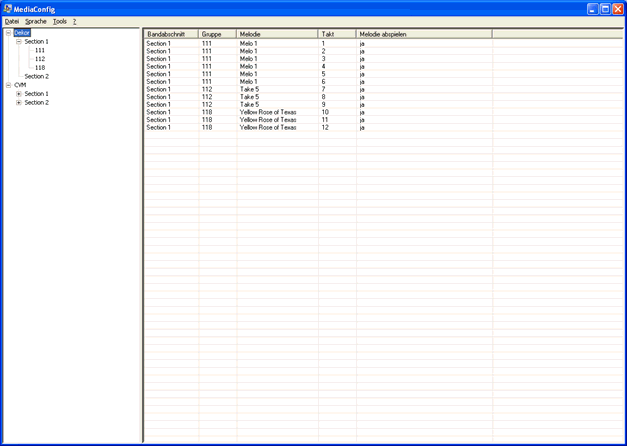 MediaConfig
Datei Sprache Tools ?
Dekor
Section 1
111
112
118
Section 2
CVM
Section 1
Section 2
Bandabschnitt Gruppe Melodie Takt Melodie abspielen
Section 1 111 Melo 1 1 ja
Section 1 111 Melo 1 2 ja
Section 1 111 Melo 1 3 ja
Section 1 111 Melo 1 4 ja
Section 1 111 Melo 1 5 ja
Section 1 111 Melo 1 6 ja
Section 1 112 Take 5 7 ja
Section 1 112 Take 5 8 ja
Section 1 112 Take 5 9 ja
Section 1 118 Yellow Rose of Texas 10 ja
Section 1 118 Yellow Rose of Texas 11 ja
Section 1 118 Yellow Rose of Texas 12 ja